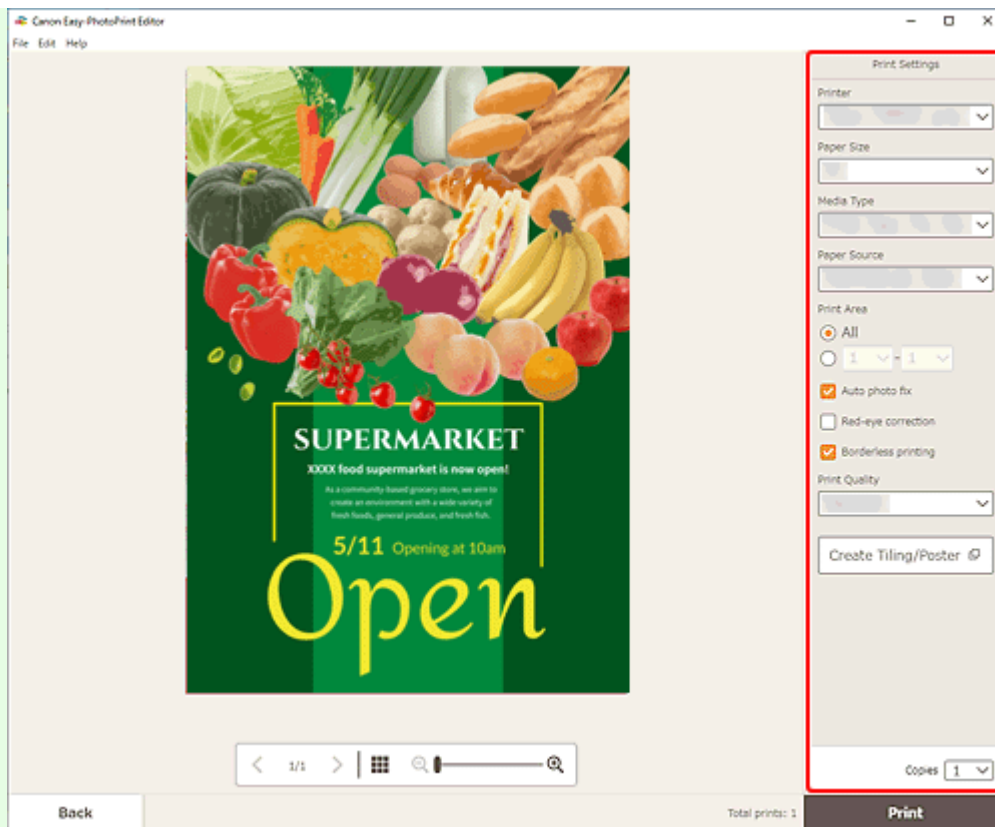 Canon Easy-PhotoPrint Editor
File Edit Help
Print Settings
Printer
Paper Size
Media Type
Paper Source
Print Area
All
1 - 1
Auto photo fix
Red-eye correction
Borderless printing
Print Quality
Create Tiling/Poster
SUPERMARKET
XXXX food supermarket is now open!
As a community-based grocery store, we aim to
create an environment with a wide variety of
fresh foods, general produce, and fresh fish.
5/11 Opening at 10am
Open
1/1
Copies 1
Back
Total prints: 1
Print